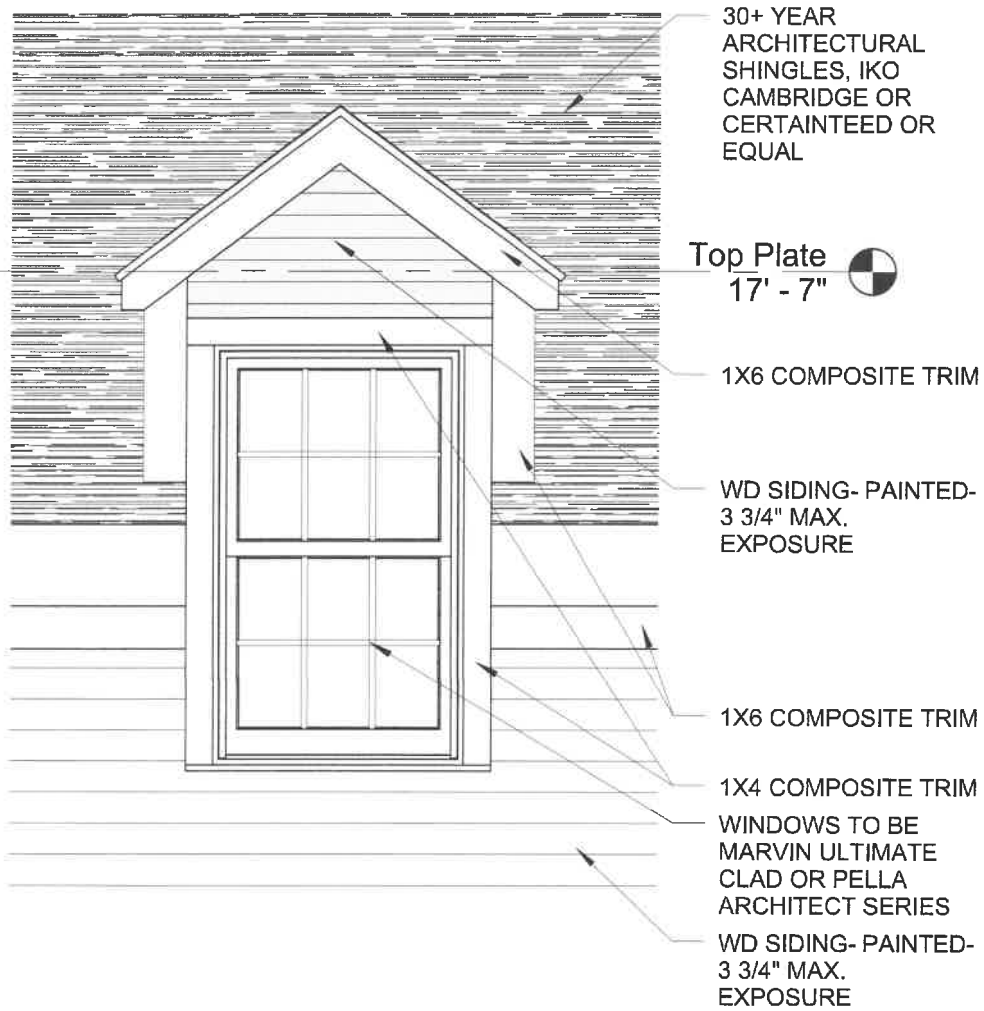 30+ YEAR
ARCHITECTURAL
SHINGLES, IKO
CAMBRIDGE OR
CERTAINTEED OR
EQUAL
Top Plate
17' - 7"
1X6 COMPOSITE TRIM
WD SIDING- PAINTED-
3 3/4" MAX.
EXPOSURE
1X6 COMPOSITE TRIM
1X4 COMPOSITE TRIM
WINDOWS TO BE
MARVIN ULTIMATE
CLAD OR PELLA
ARCHITECT SERIES
WD SIDING- PAINTED-
3 3/4" MAX.
EXPOSURE